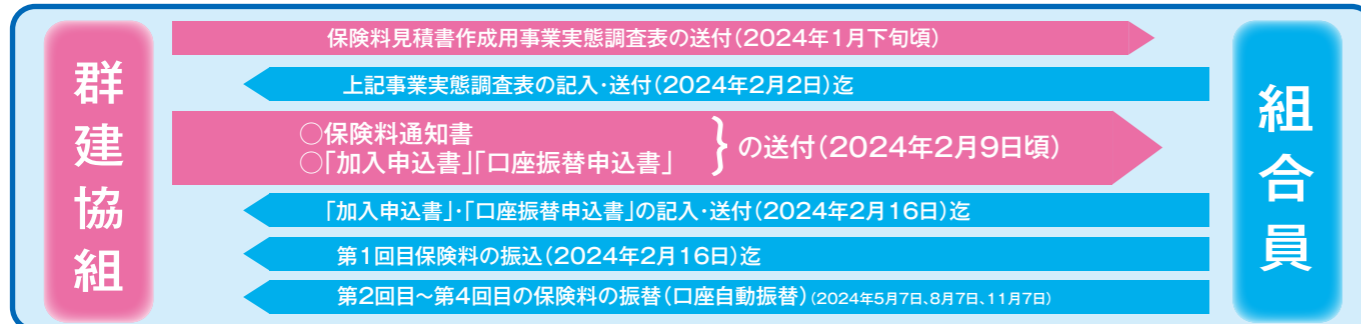 群建協組
保険料見積書作成用事業実態調査表の送付（2024年1月下旬頃）
上記事業実態調査表の記入・送付（2024年2月2日）迄
○保険料通知書
○「加入申込書」「口座振替申込書」
｝の送付（2024年2月9日頃）
「加入申込書」・「口座振替申込書」の記入・送付（2024年2月16日）迄
第1回目保険料の振込（2024年2月16日）迄
第2回目～第4回目の保険料の振替（口座自動振替）（2024年5月7日、8月7日、11月7日）
組合員